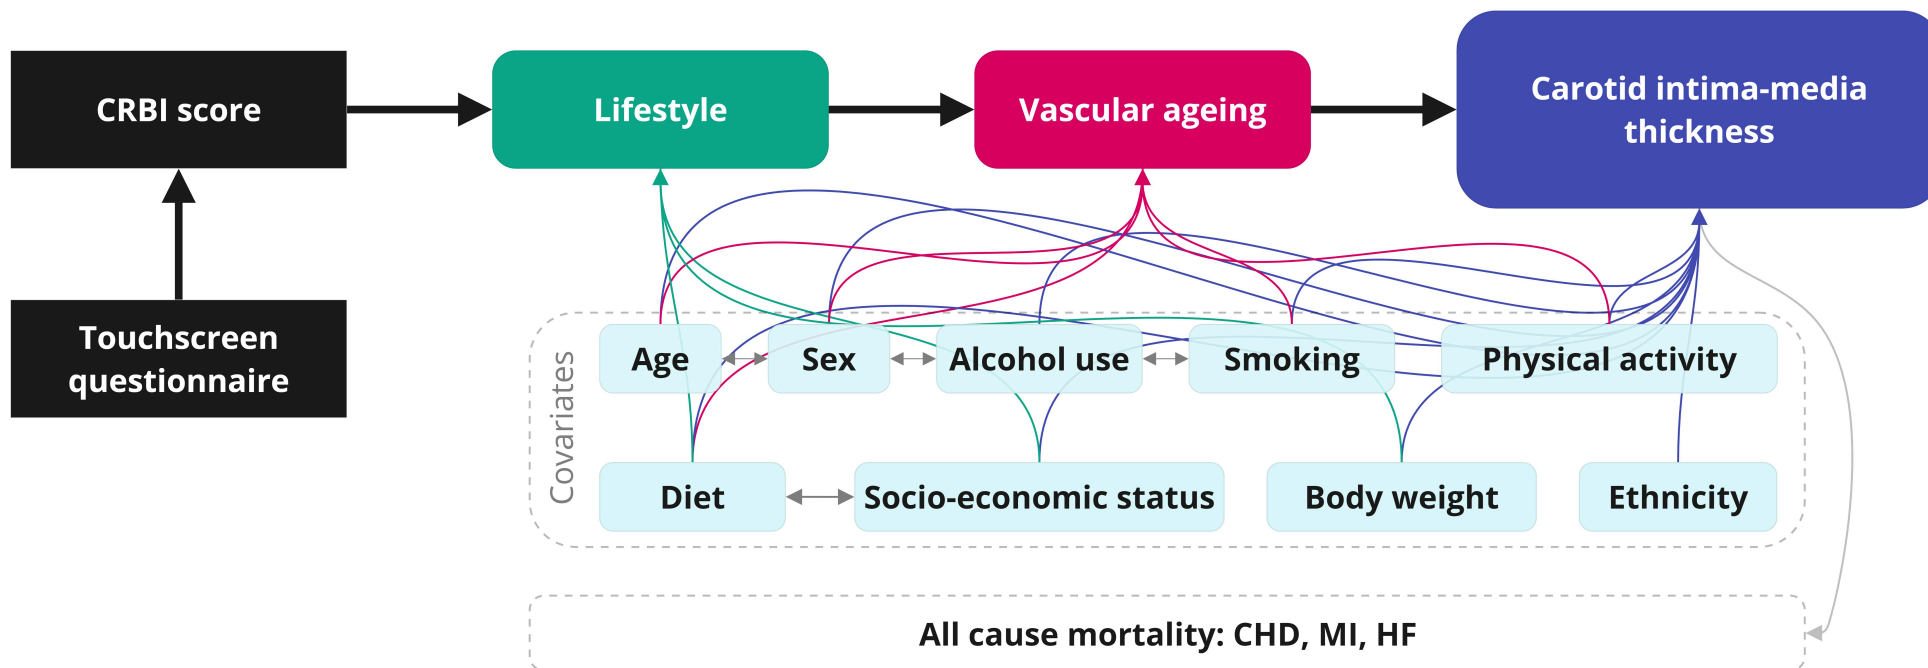 CRBI score
Lifestyle
Vascular ageing
Carotid intima-media
thickness
Touchscreen
questionnaire
Covariates
Age
Sex
Alcohol use
Smoking
Physical activity
Diet
Socio-economic status
Body weight
Ethnicity
All cause mortality: CHD, MI, HF